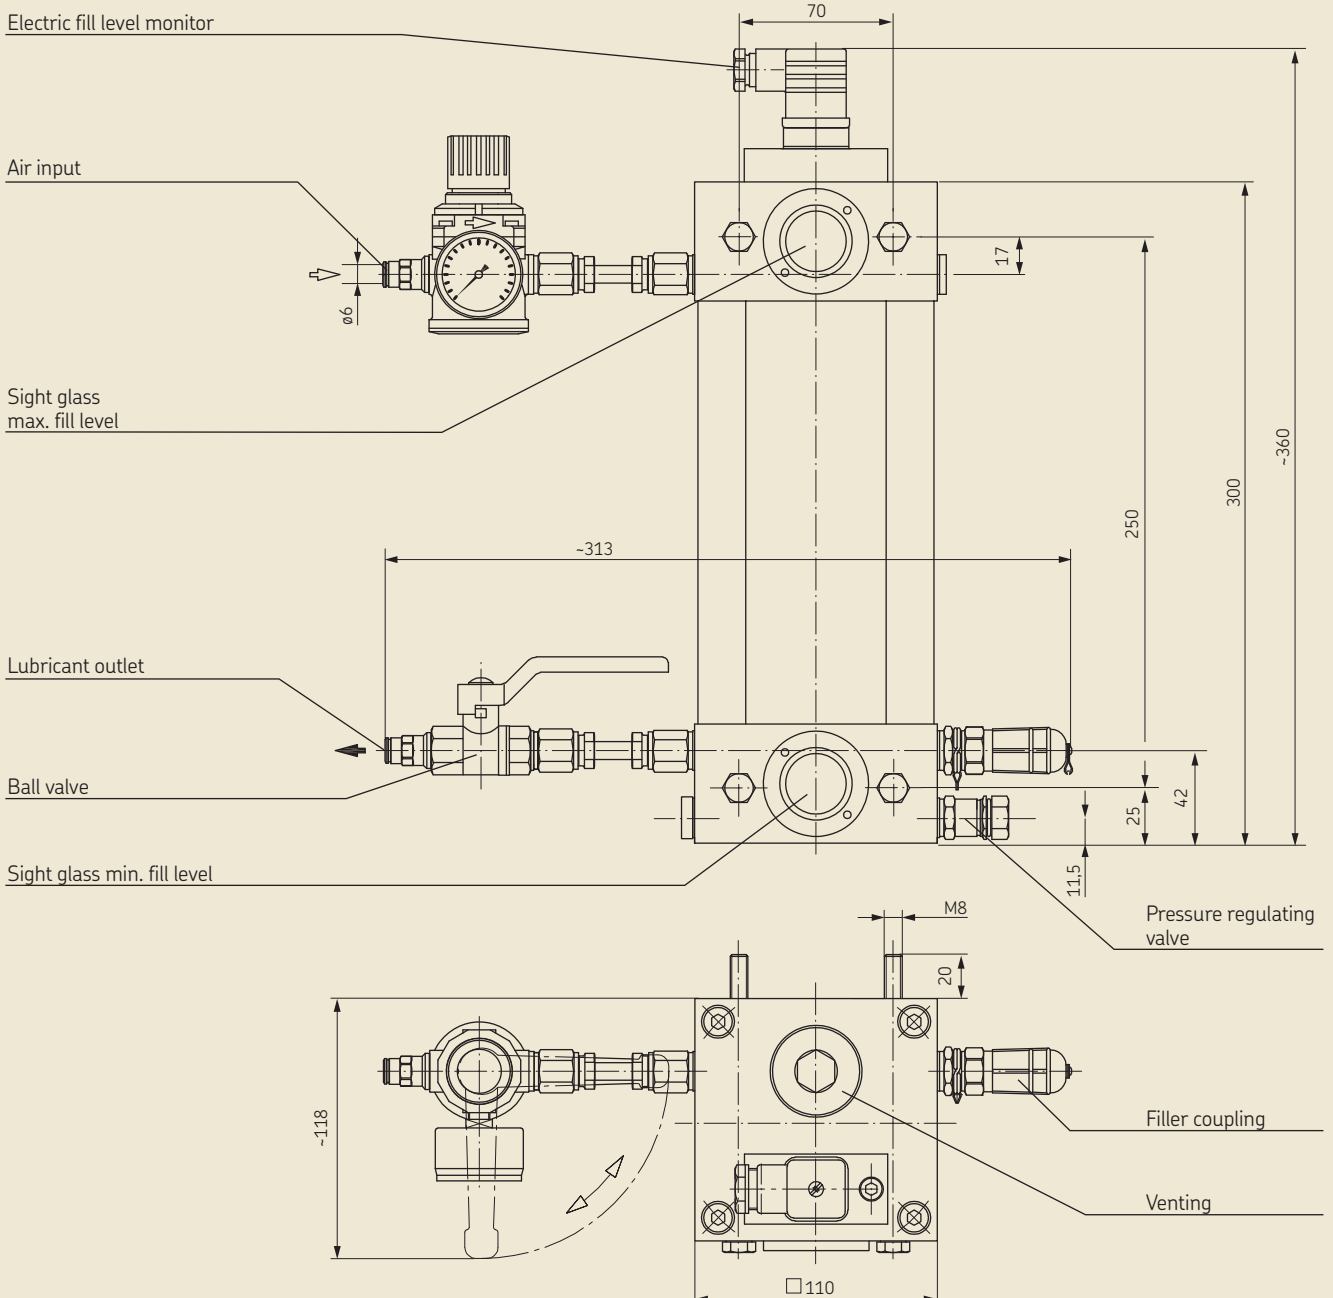 Electric fill level monitor
70
Air input
ø6
17
Sight glass
max. fill level
~360
300
250
~313
Lubricant outlet
Ball valve
25
42
11,5
Sight glass min. fill level
Pressure regulating
valve
M8
20
~118
Filler coupling
Venting
□110